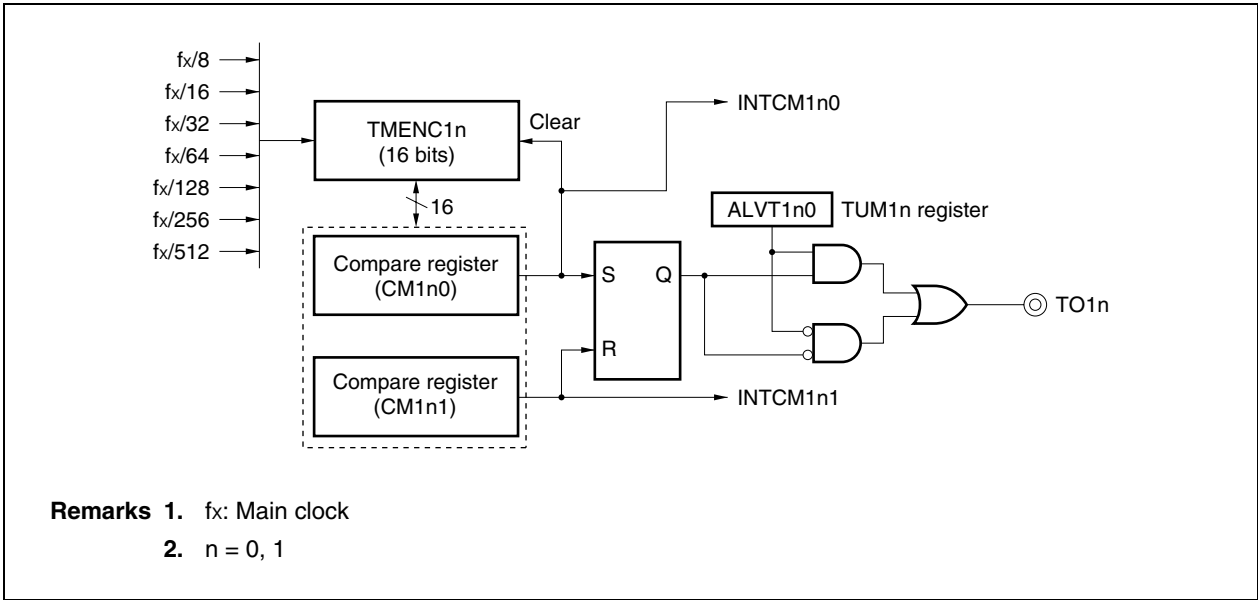 fx/8
fx/16
fx/32
fx/64
fx/128
fx/256
fx/512
TMENC1n
(16 bits)
Clear
INTCM1n0
16
ALVT1n0
TUM1n register
Compare register
(CM1n0)
S
Q
R
TO1n
Compare register
(CM1n1)
INTCM1n1
Remarks 1. fx: Main clock
2. n = 0, 1